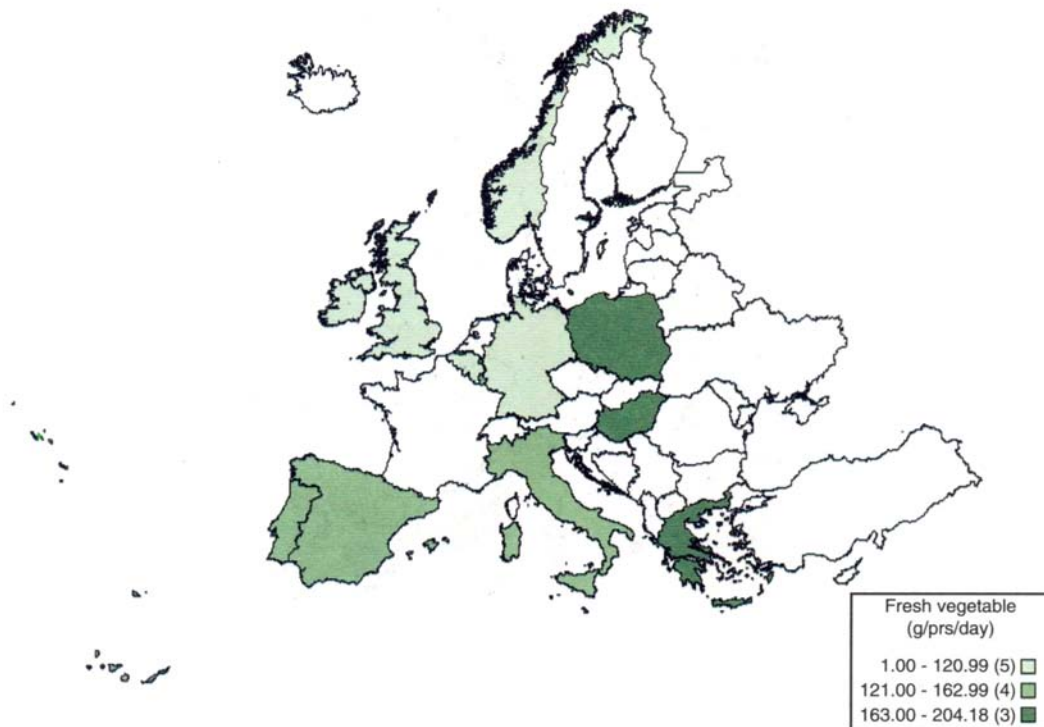 Fresh vegetable
(g/prs/day)
1.00 - 120.99 (5)
121.00 - 162.99 (4)
163.00 - 204.18 (3)